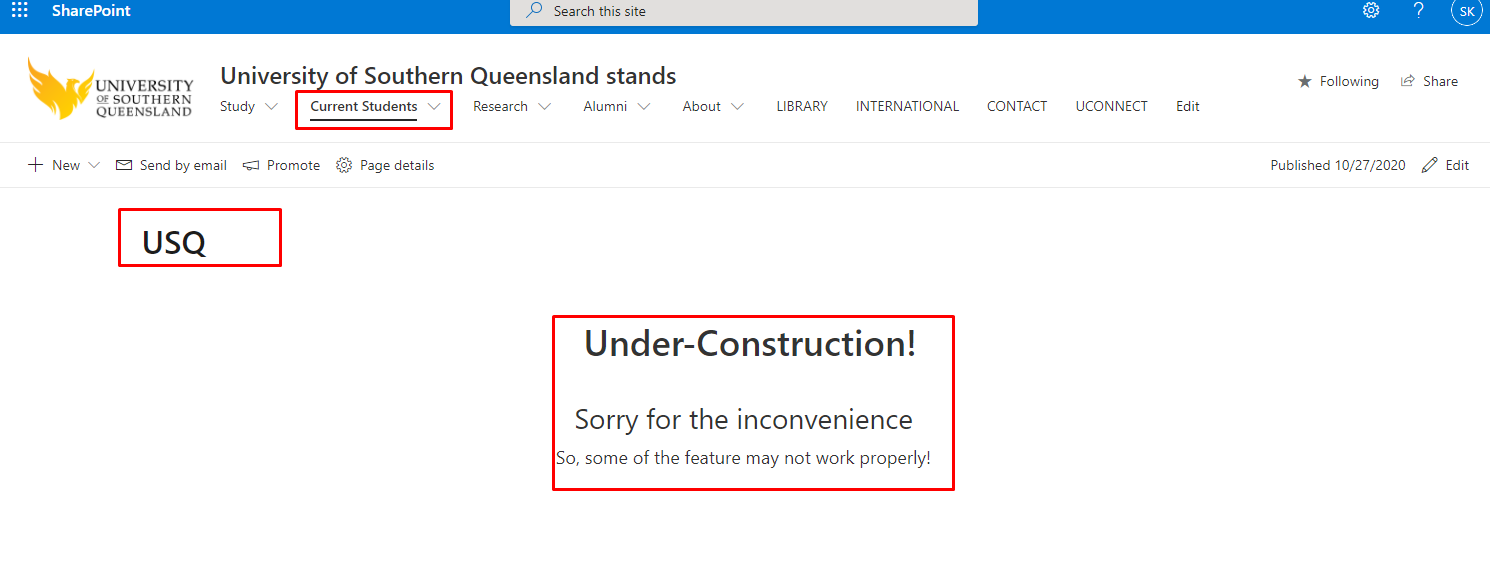 SharePoint
Search this site
?
SK
UNIVERSITY
OF SOUTHERN
QUEENSLAND
University of Southern Queensland stands
Following
Share
Study
Current Students
Research
Alumni
About
LIBRARY
INTERNATIONAL
CONTACT
UCONNECT
Edit
New
Send by email
Promote
Page details
Published 10/27/2020
Edit
USQ
Under-Construction!
Sorry for the inconvenience
So, some of the feature may not work properly!